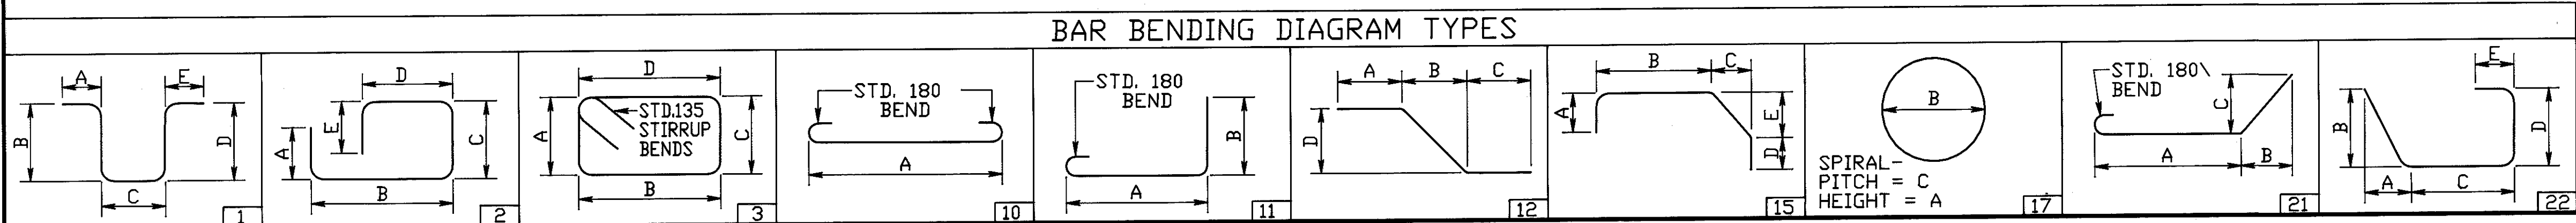 BAR BENDING DIAGRAM TYPES
A E
B D
C
1
D
A E C
B
2
D
A C
STD.135
STIRRUP
BENDS
B
3
STD. 180
BEND
A
10
STD. 180
BEND
B
A
11
A B C
D
12
B C
A E
D
15
B
SPIRAL-
PITCH = C
HEIGHT = A
17
STD. 180\
BEND
C
A B
21
E
B D
A C
22